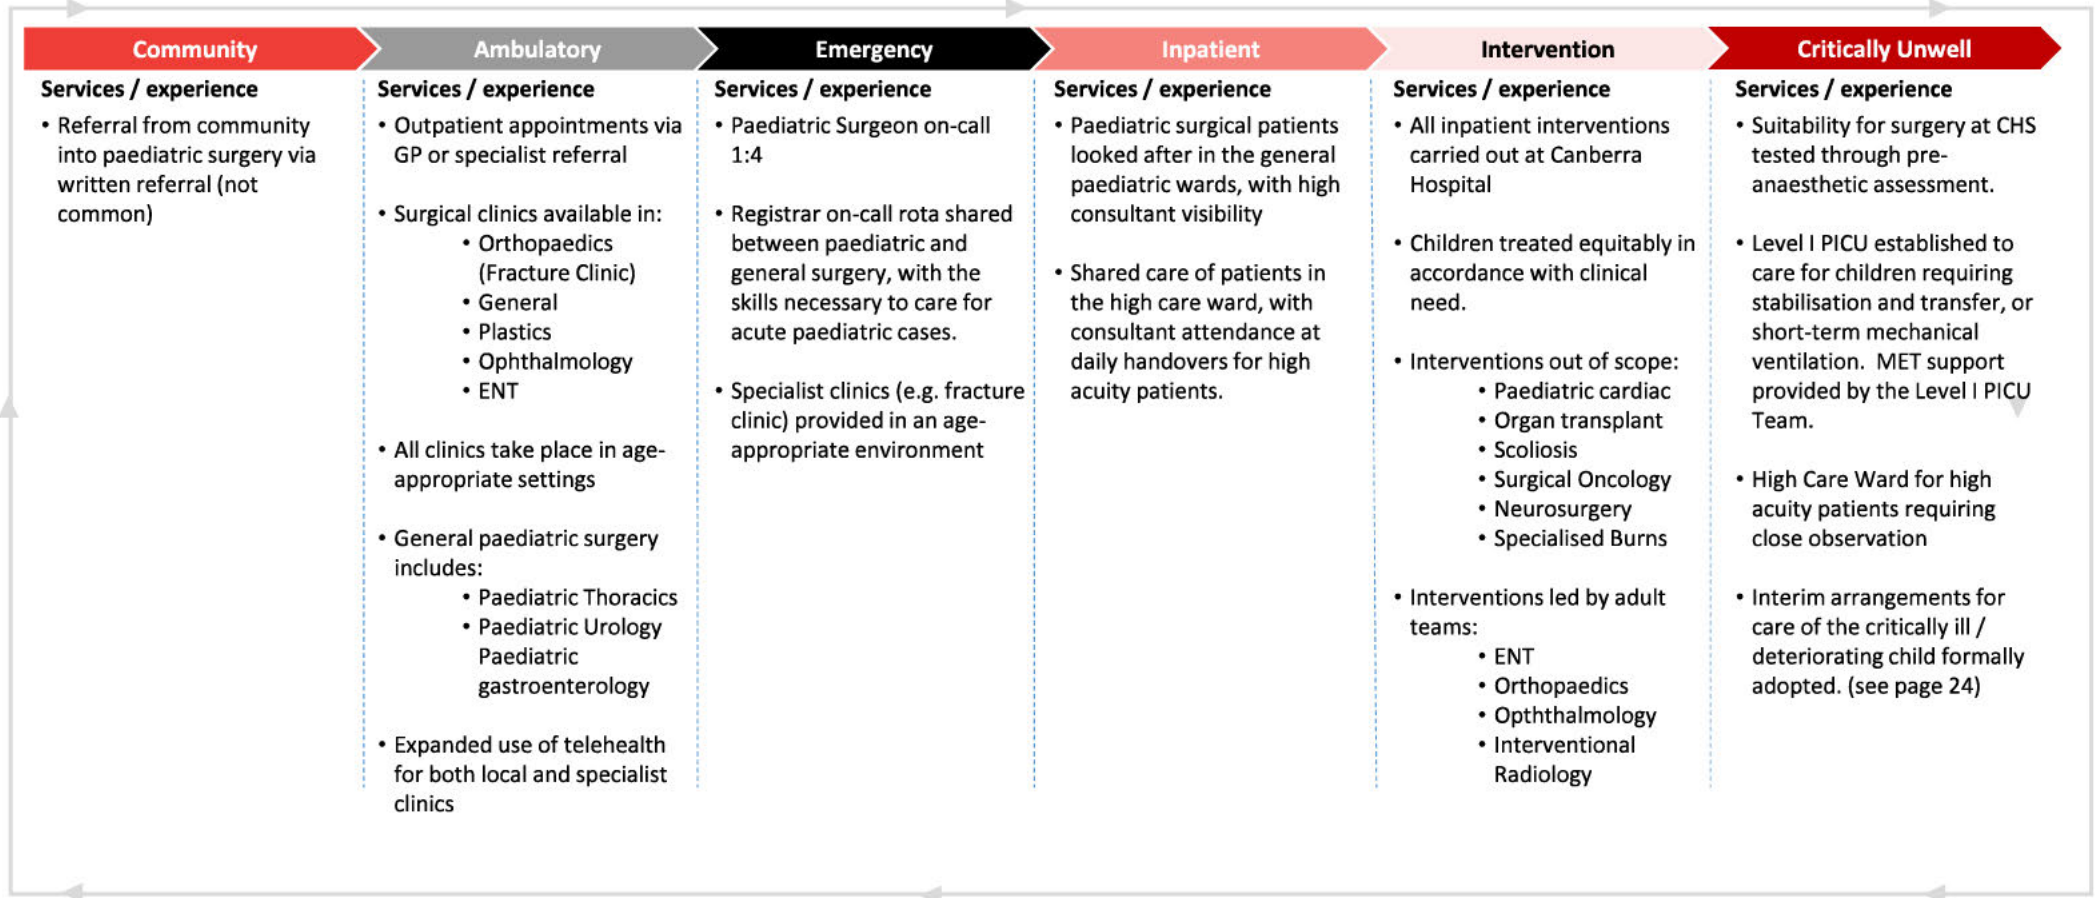 Community
Ambulatory
Emergency
Inpatient
Intervention
Critically Unwell
Services / experience
• Referral from community
into paediatric surgery via
written referral (not
common)
Services / experience
• Outpatient appointments via
GP or specialist referral
• Surgical clinics available in:
• Orthopaedics
(Fracture Clinic)
• General
• Plastics
• Ophthalmology
• ENT
• All clinics take place in age-
appropriate settings
• General paediatric surgery
includes:
• Paediatric Thoracics
• Paediatric Urology
Paediatric
gastroenterology
• Expanded use of telehealth
for both local and specialist
clinics
Services / experience
• Paediatric Surgeon on-call
1:4
• Registrar on-call rota shared
between paediatric and
general surgery, with the
skills necessary to care for
acute paediatric cases.
• Specialist clinics (e.g. fracture
clinic) provided in an age-
appropriate environment
Services / experience
• Paediatric surgical patients
looked after in the general
paediatric wards, with high
consultant visibility
• Shared care of patients in
the high care ward, with
consultant attendance at
daily handovers for high
acuity patients.
Services / experience
• All inpatient interventions
carried out at Canberra
Hospital
• Children treated equitably in
accordance with clinical
need.
• Interventions out of scope:
• Paediatric cardiac
• Organ transplant
• Scoliosis
• Surgical Oncology
• Neurosurgery
• Specialised Burns
• Interventions led by adult
teams:
• ENT
• Orthopaedics
• Opththalmology
• Interventional
Radiology
Services / experience
• Suitability for surgery at CHS
tested through pre-
anaesthetic assessment.
• Level I PICU established to
care for children requiring
stabilisation and transfer, or
short-term mechanical
ventilation.  MET support
provided by the Level I PICU
Team.
• High Care Ward for high
acuity patients requiring
close observation
• Interim arrangements for
care of the critically ill /
deteriorating child formally
adopted. (see page 24)